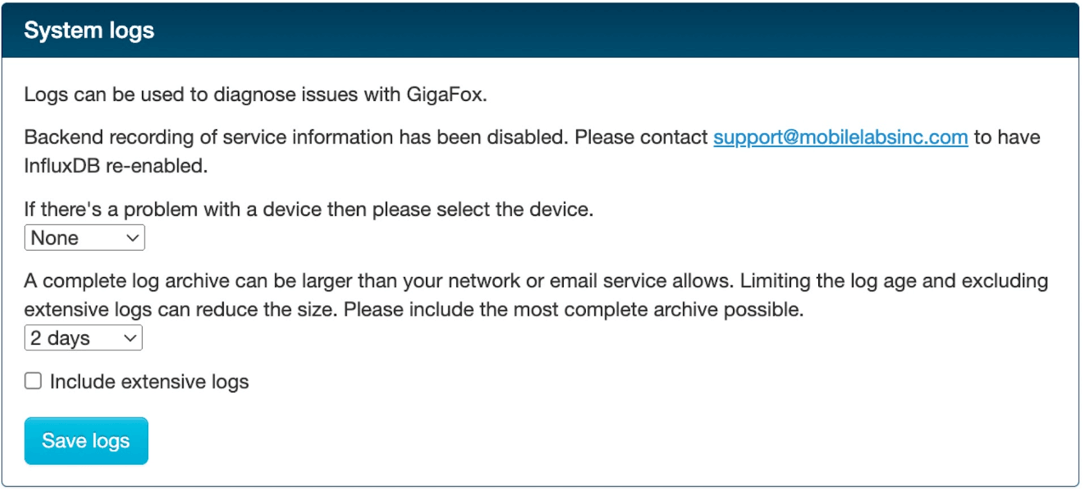 System logs
Logs can be used to diagnose issues with GigaFox.
Backend recording of service information has been disabled. Please contact support@mobilelabsinc.com to have
InfluxDB re-enabled.
If there's a problem with a device then please select the device.
None
A complete log archive can be larger than your network or email service allows. Limiting the log age and excluding
extensive logs can reduce the size. Please include the most complete archive possible.
2 days
Include extensive logs
Save logs